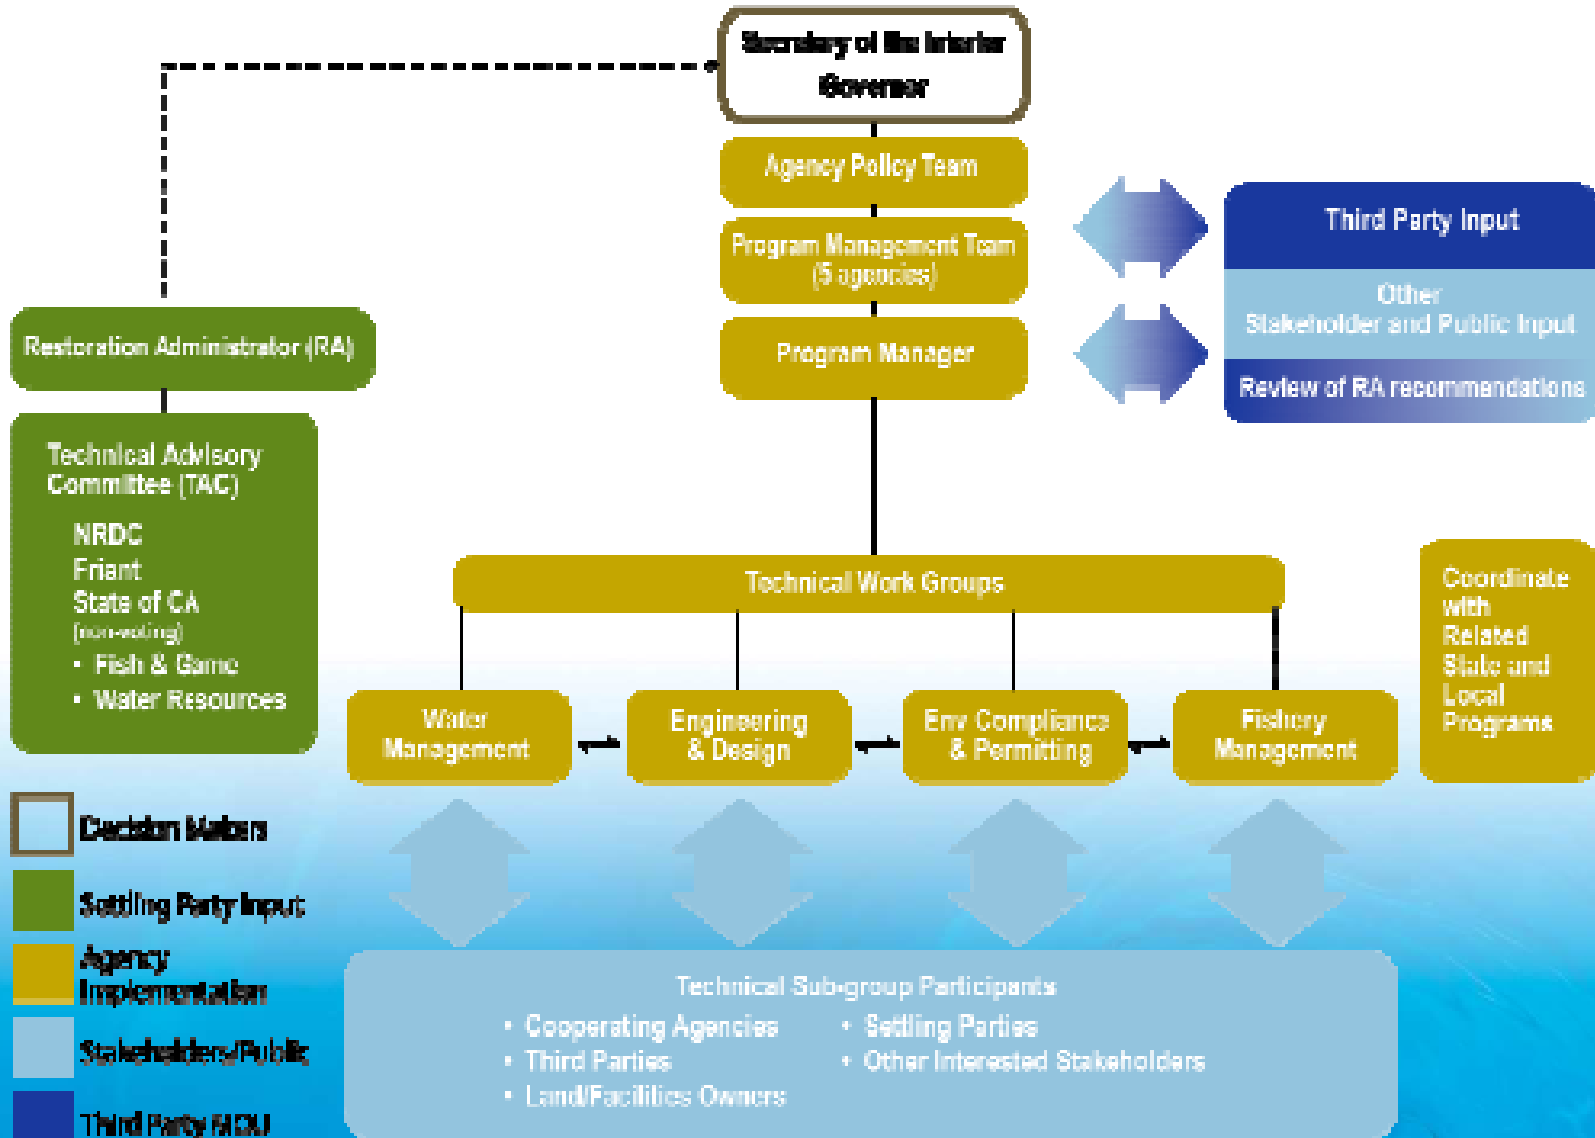 Secretary of the Interior
Governor
Agency Policy Team
Program Management Team
(5 agencies)
Program Manager
Third Party Input
Other
Stakeholder and Public Input
Review of RA recommendations
Restoration Administrator (RA)
Technical Advisory
Committee (TAC)
NRDC
Friant
State of CA
(non-voting)
• Fish & Game
• Water Resources
Technical Work Groups
Water
Management
Engineering
& Design
Env Compliance
& Permitting
Fishery
Management
Coordinate
with
Related
State and
Local
Programs
Decision Makers
Settling Party Input
Agency
Implementation
Stakeholders/Public
Third Party MOU
Technical Sub-group Participants
• Cooperating Agencies
• Third Parties
• Land/Facilities Owners
• Settling Parties
• Other Interested Stakeholders